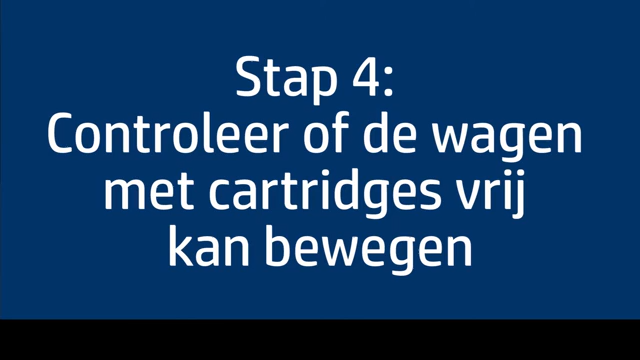 Stap 4:
Controleer of de wagen
met cartridges vrij
kan bewegen